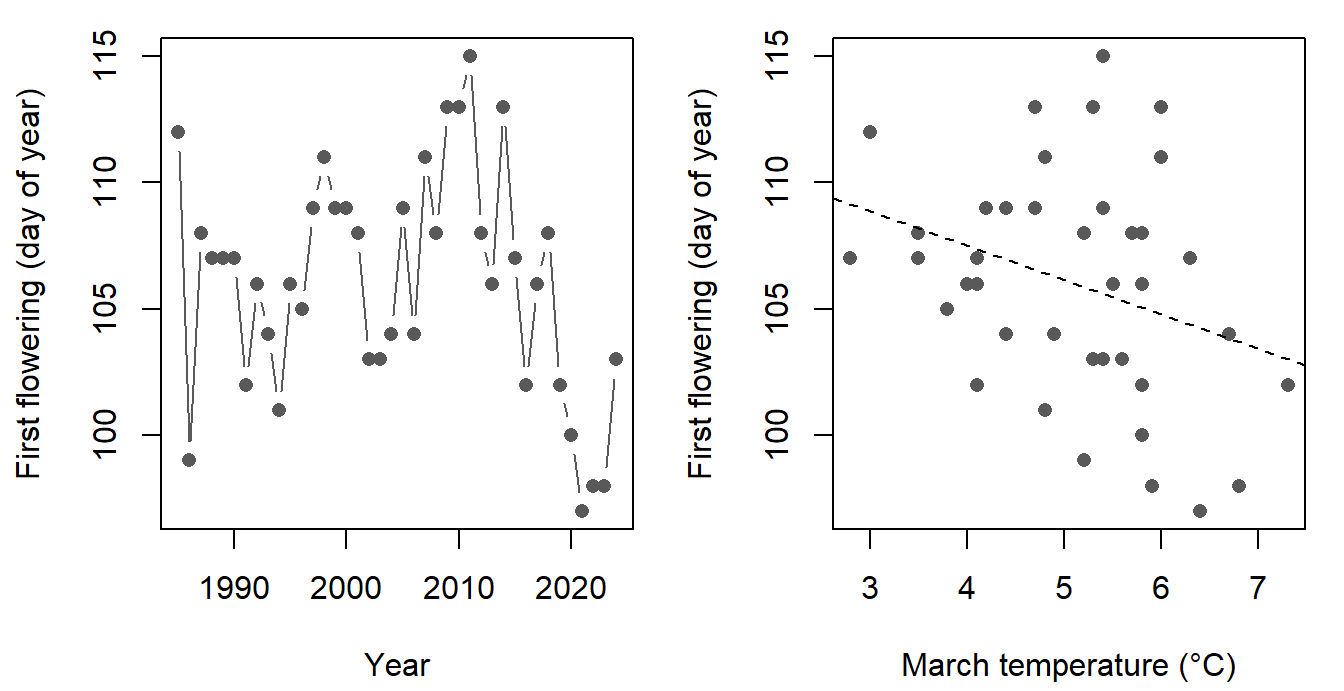 First flowering (day of year)
115
110
105
100
1990 2000 2010 2020
Year
First flowering (day of year)
115
110
105
100
3 4 5 6 7
March temperature (°C)